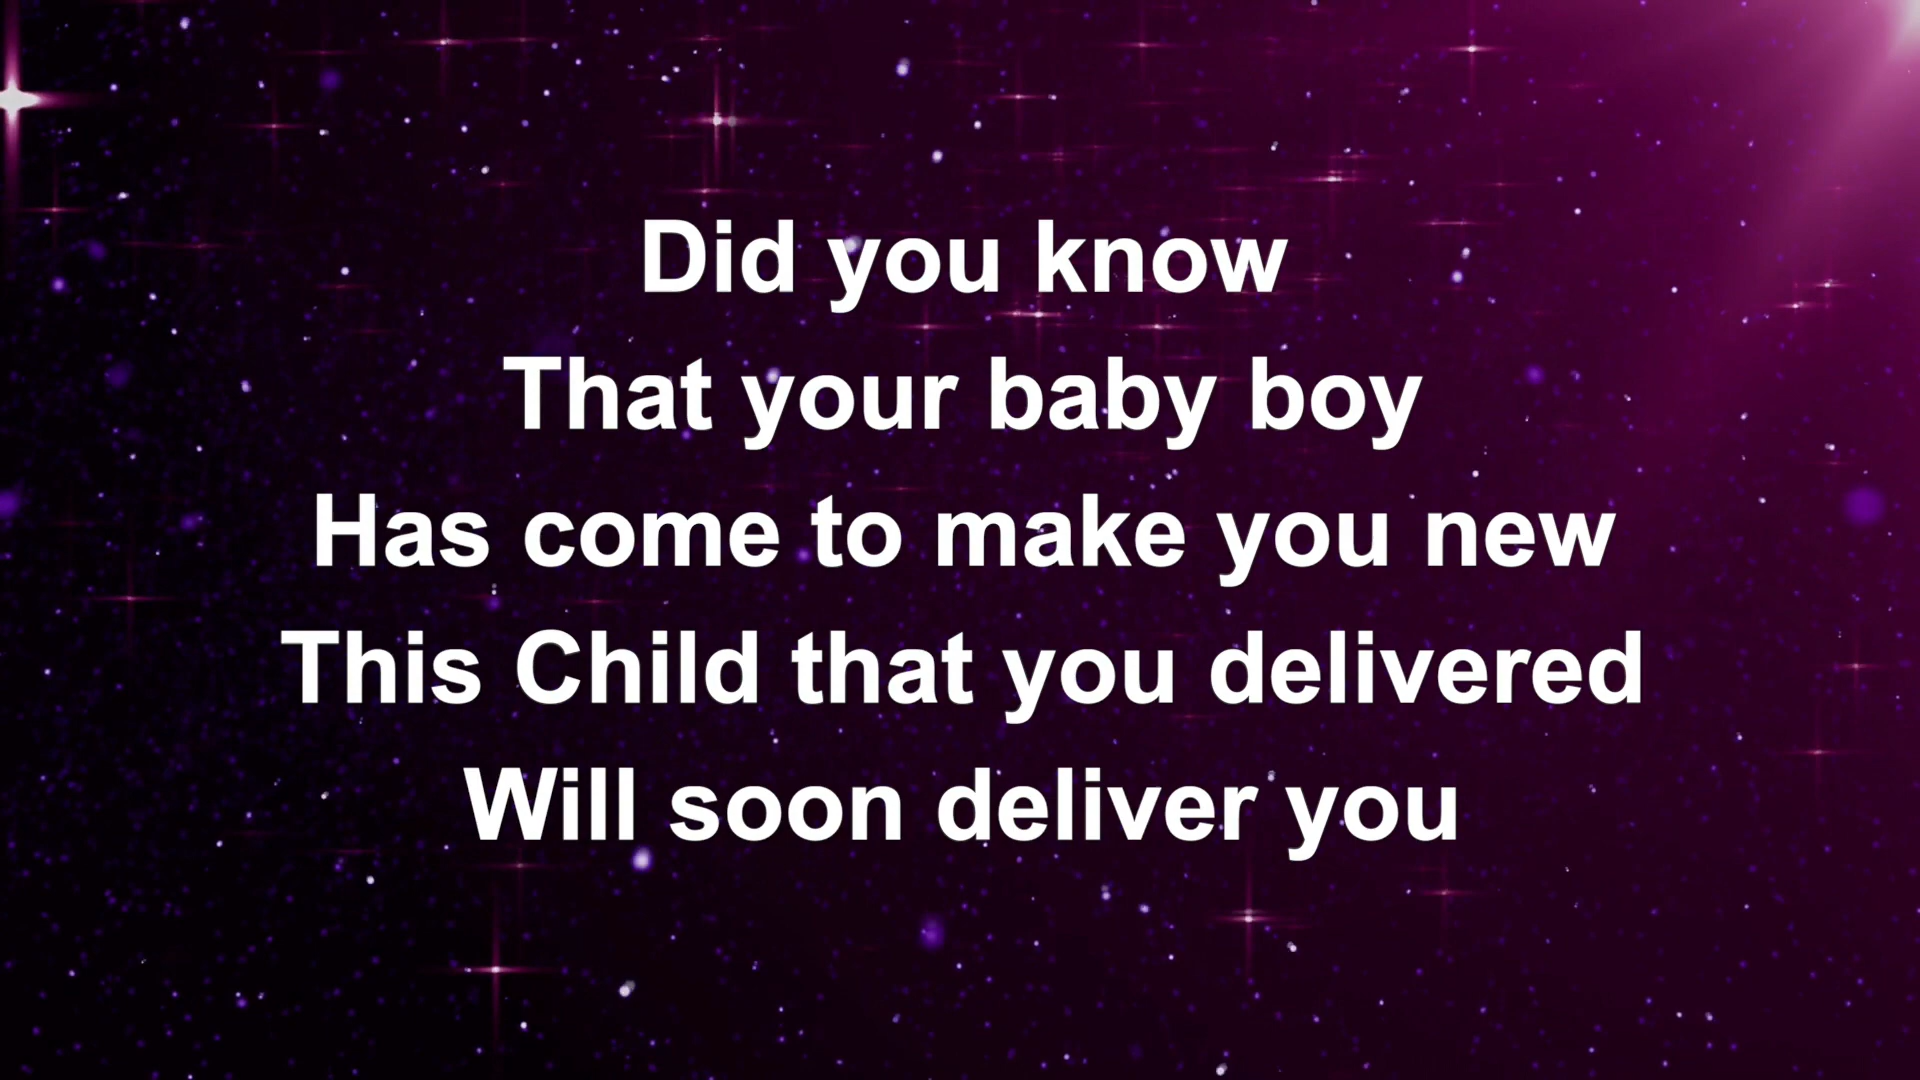 Did you know
That your baby boy
Has come to make you new
This Child that you delivered
Will soon deliver you